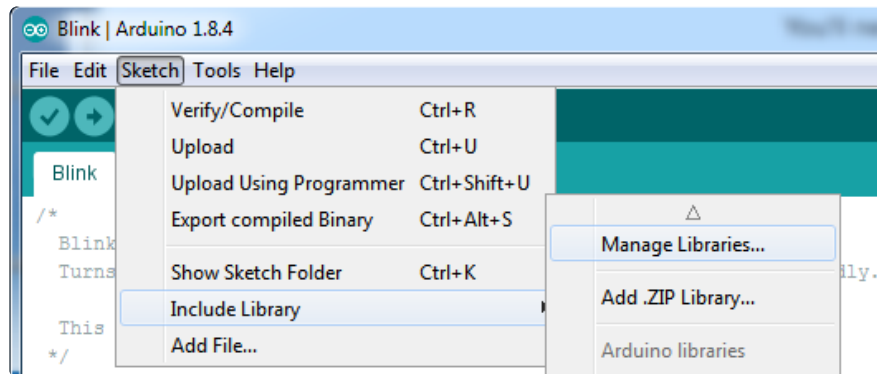 Blink | Arduino 1.8.4
File Edit Sketch Tools Help
Verify/Compile Ctrl+R
Upload Ctrl+U
Upload Using Programmer Ctrl+Shift+U
Export compiled Binary Ctrl+Alt+S
Show Sketch Folder Ctrl+K
Include Library
Add File...
Manage Libraries...
Add .ZIP Library...
Arduino libraries
Blink
/*
Blink
Turns
This
*/